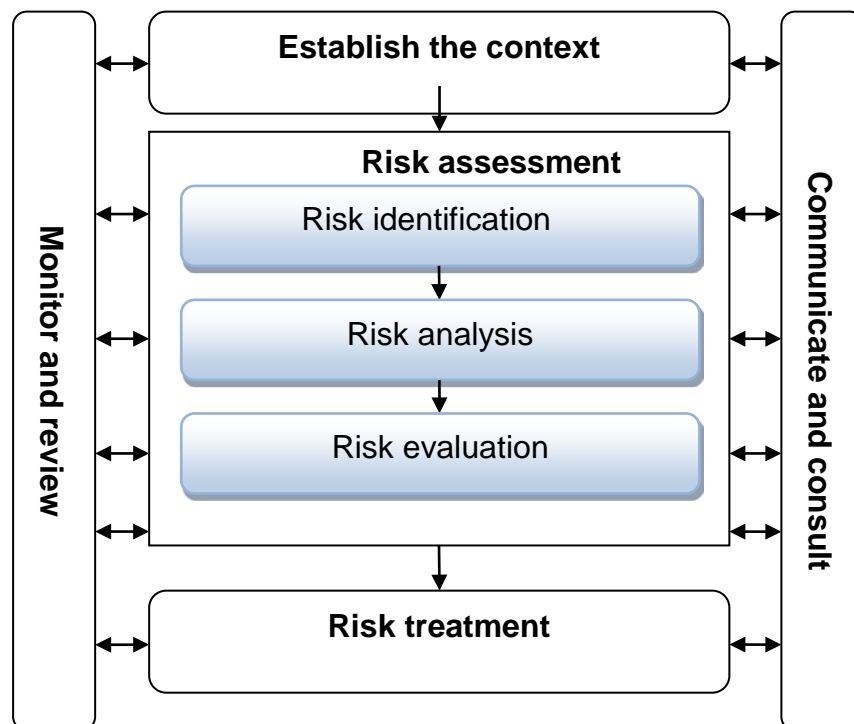 Establish the context
Risk assessment
Risk identification
Risk analysis
Risk evaluation
Risk treatment
Monitor and review
Communicate and consult